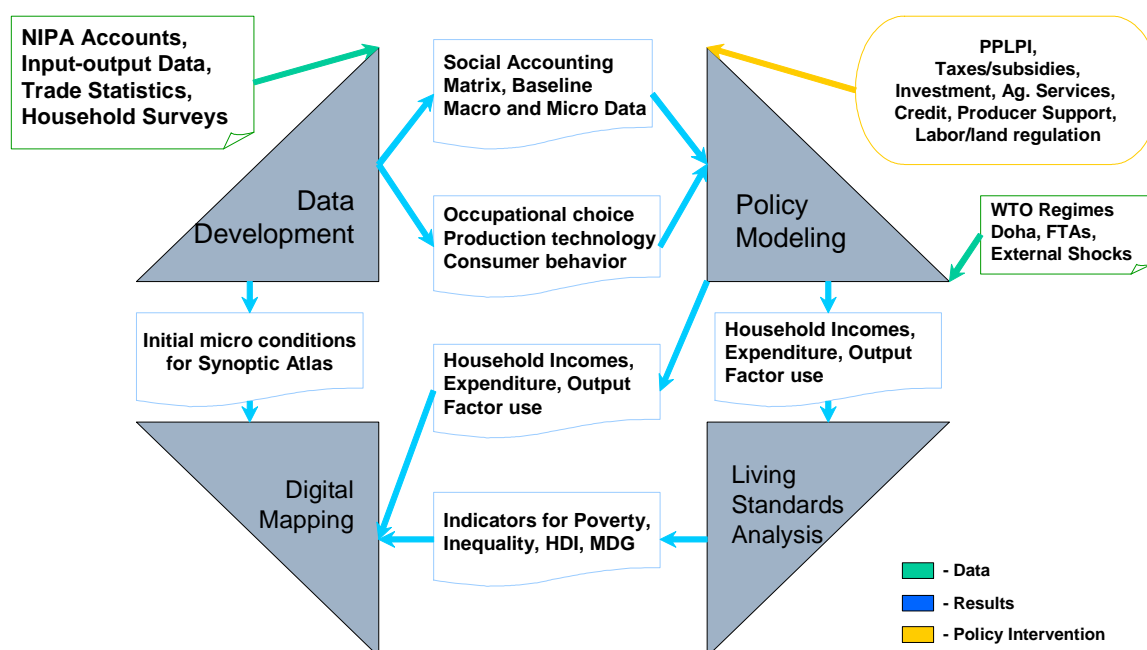 NIPA Accounts,
Input-output Data,
Trade Statistics,
Household Surveys
Social Accounting
Matrix, Baseline
Macro and Micro Data
PPLPI,
Taxes/subsidies,
Investment, Ag. Services,
Credit, Producer Support,
Labor/land regulation
Data
Development
Occupational choice
Production technology
Consumer behavior
Policy
Modeling
WTO Regimes
Doha, FTAs,
External Shocks
Initial micro conditions
for Synoptic Atlas
Household Incomes,
Expenditure, Output
Factor use
Household Incomes,
Expenditure, Output
Factor use
Digital
Mapping
Indicators for Poverty,
Inequality, HDI, MDG
Living
Standards
Analysis
- Data
- Results
- Policy Intervention